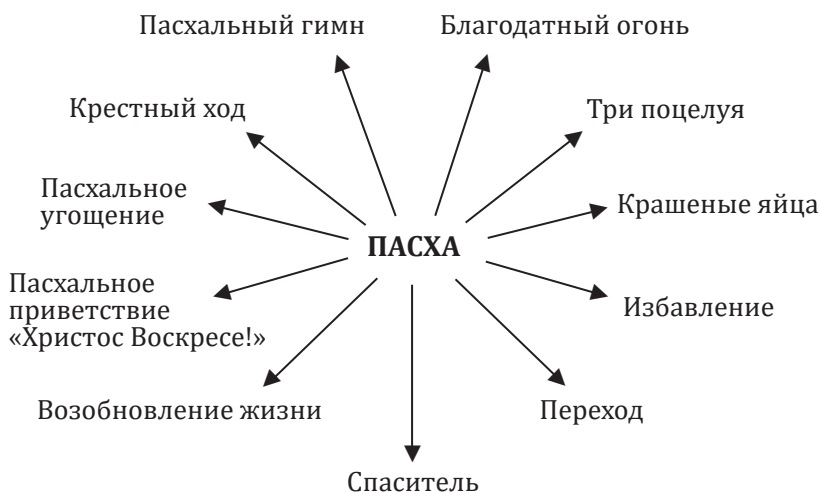 Пасхальный гимн
Благодатный огонь
Крестный ход
Три поцелуя
Пасхальное
угощение
Крашеные яйца
ПАСХА
Пасхальное
приветствие
«Христос Воскресе!»
Избавление
Возобновление жизни
Переход
Спаситель